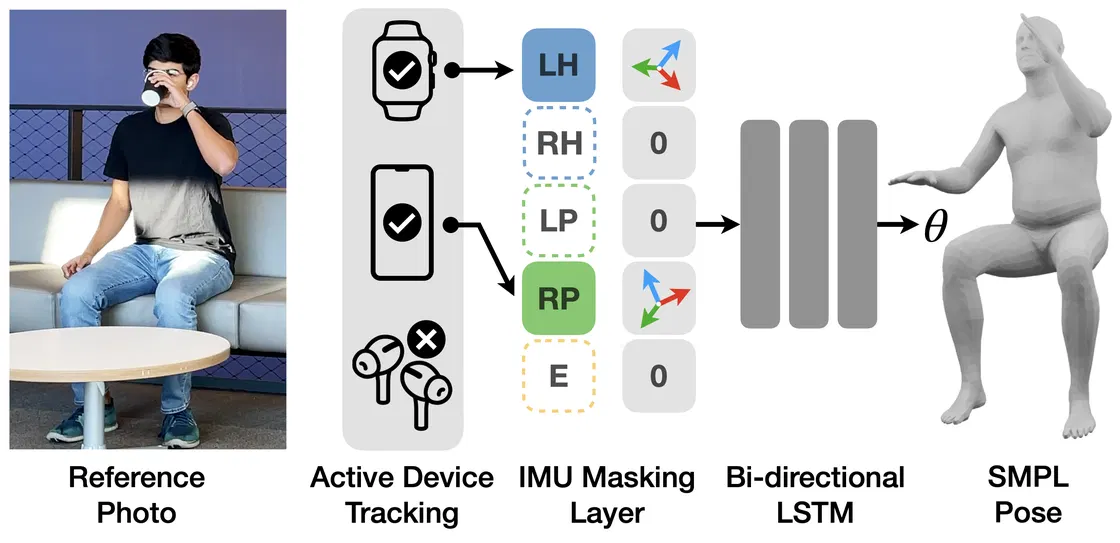 LH
RH
0
LP
0
RP
E
0
θ
Reference
Photo
Active Device
Tracking
IMU Masking
Layer
Bi-directional
LSTM
SMPL
Pose